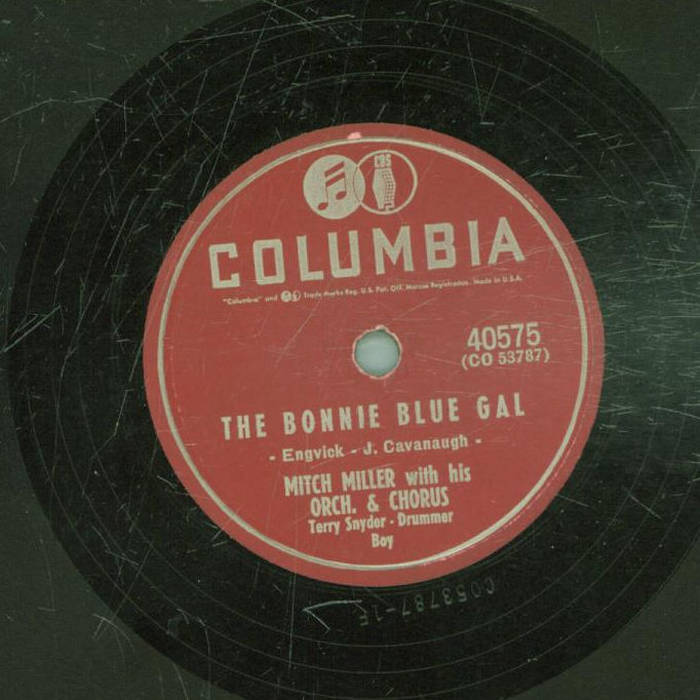 CBS
COLUMBIA
"Columbia" and Trade Marks Reg. U.S. Pat. Off. Marcas Registradas. Made in U.S.A.
40575
(CO 53787)
THE BONNIE BLUE GAL
- Engvick - J. Cavanaugh -
MITCH MILLER with his
ORCH. & CHORUS
Terry Snyder - Drummer
Boy
CO53787-1F